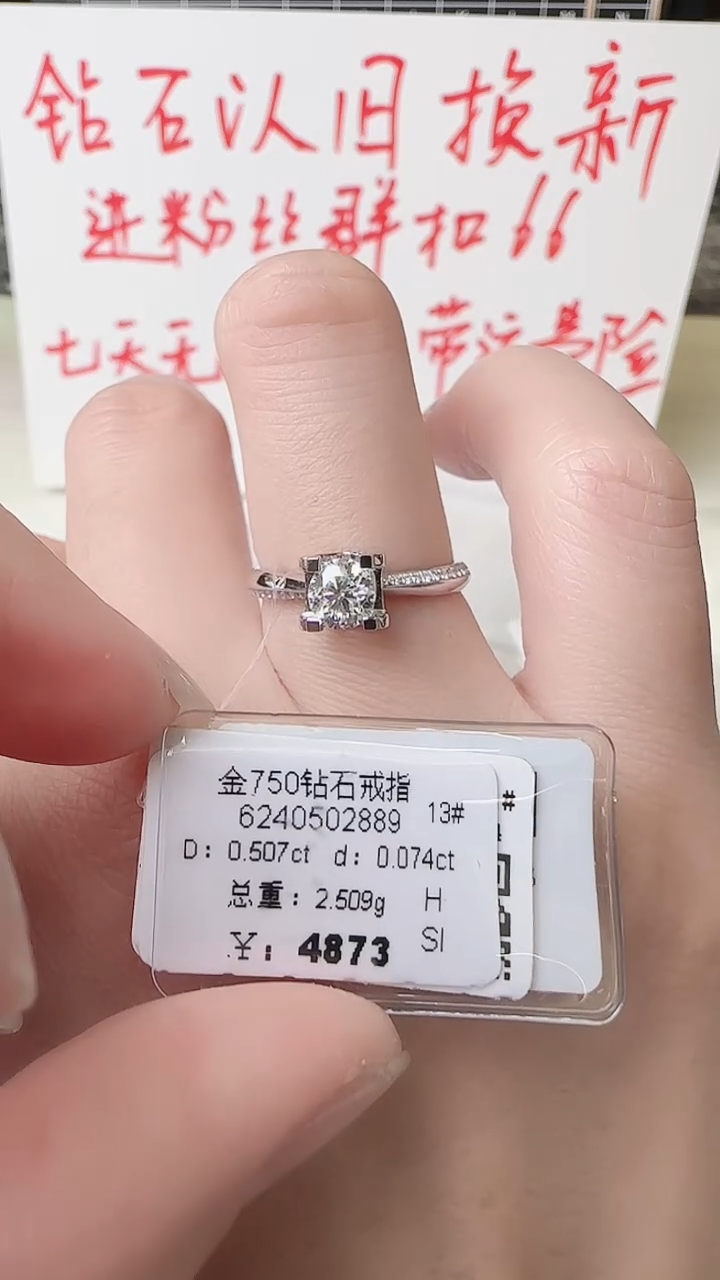 钻石以旧换新
进粉丝群扣66
七天无 带运费险
金750钻石戒指
6240502889 13#
D: 0.507ct d: 0.074ct
总重: 2.509g H
¥: 4873 SI
#